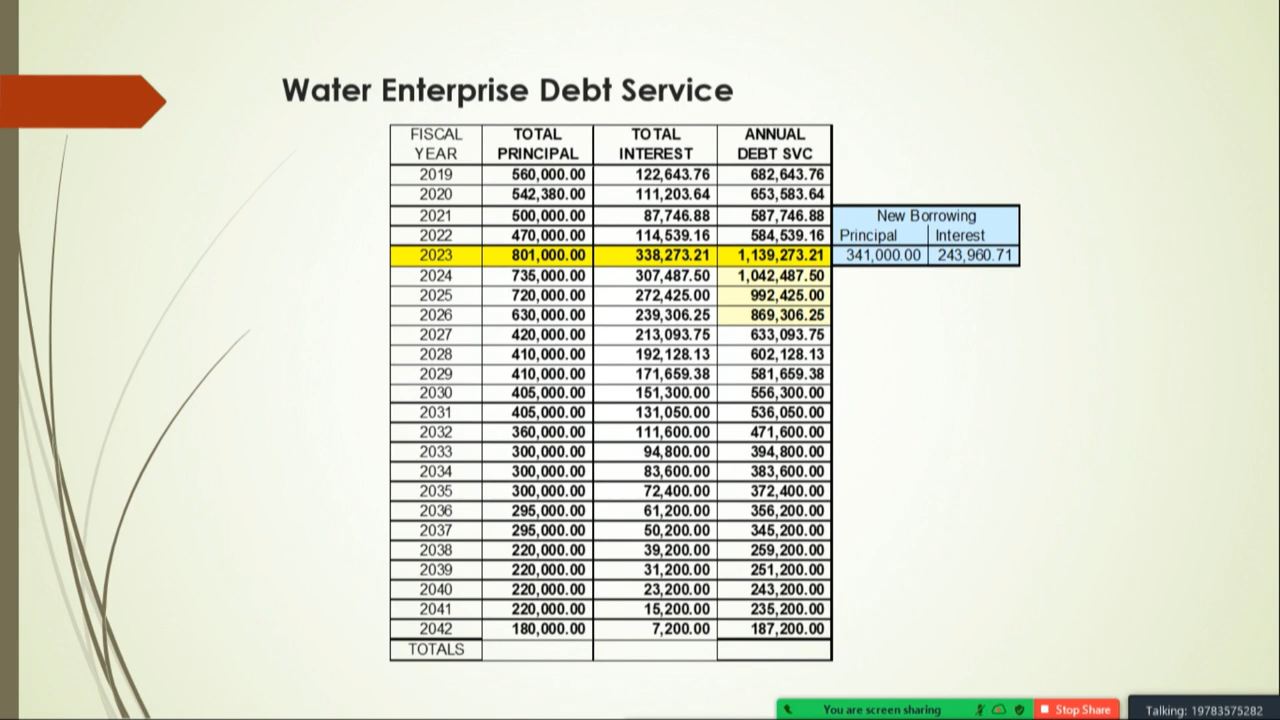 Water Enterprise Debt Service
FISCAL YEAR TOTAL PRINCIPAL TOTAL INTEREST ANNUAL DEBT SVC
2019 560,000.00 122,643.76 682,643.76
2020 542,380.00 111,203.64 653,583.64
2021 500,000.00 87,746.88 587,746.88 New Borrowing
2022 470,000.00 114,539.16 584,539.16 Principal Interest
2023 801,000.00 338,273.21 1,139,273.21 341,000.00 243,960.71
2024 735,000.00 307,487.50 1,042,487.50
2025 720,000.00 272,425.00 992,425.00
2026 630,000.00 239,306.25 869,306.25
2027 420,000.00 213,093.75 633,093.75
2028 410,000.00 192,128.13 602,128.13
2029 410,000.00 171,659.38 581,659.38
2030 405,000.00 151,300.00 556,300.00
2031 405,000.00 131,050.00 536,050.00
2032 360,000.00 111,600.00 471,600.00
2033 300,000.00 94,800.00 394,800.00
2034 300,000.00 83,600.00 383,600.00
2035 300,000.00 72,400.00 372,400.00
2036 295,000.00 61,200.00 356,200.00
2037 295,000.00 50,200.00 345,200.00
2038 220,000.00 39,200.00 259,200.00
2039 220,000.00 31,200.00 251,200.00
2040 220,000.00 23,200.00 243,200.00
2041 220,000.00 15,200.00 235,200.00
2042 180,000.00 7,200.00 187,200.00
TOTALS
You are screen sharing Stop Share Talking: 19783575282